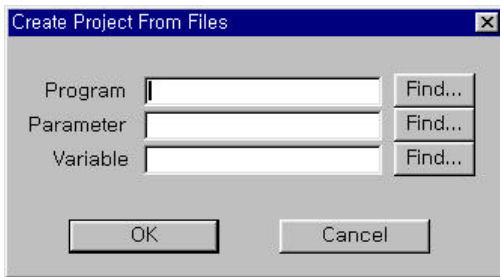 Create Project From Files
Program Find...
Parameter Find...
Variable Find...
OK Cancel